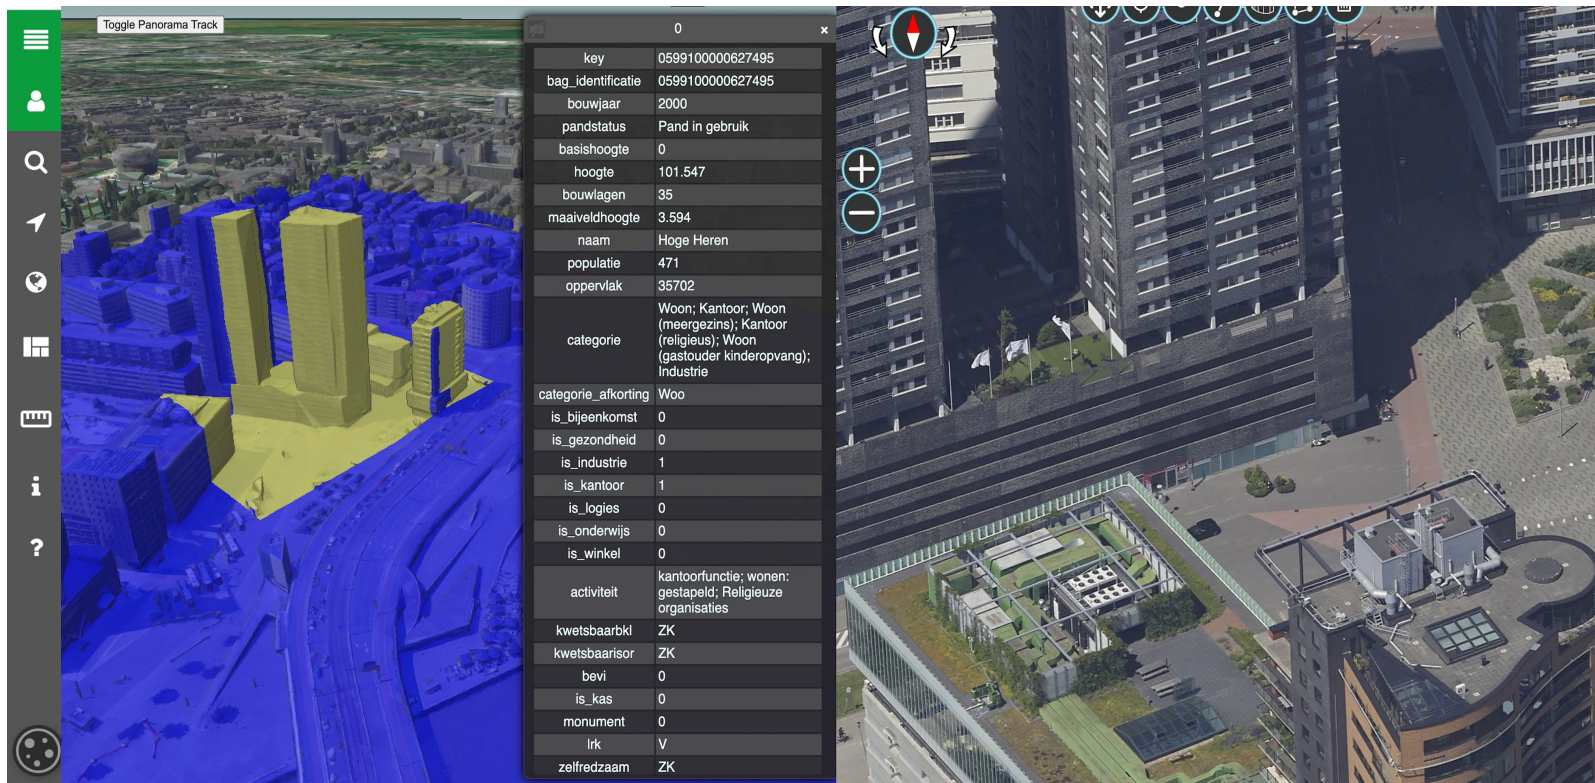 Toggle Panorama Track
0
×
key 0599100000627495
bag_identificatie 0599100000627495
bouwjaar 2000
pandstatus Pand in gebruik
basishoogte 0
hoogte 101.547
bouwlagen 35
maaiveldhoogte 3.594
naam Hoge Heren
populatie 471
oppervlak 35702
categorie Woon; Kantoor; Woon
(meergezins); Kantoor
(religieus); Woon
(gastouder kinderopvang);
Industrie
categorie_afkorting Woo
is_bijeenkomst 0
is_gezondheid 0
is_industrie 1
is_kantoor 1
is_logies 0
is_onderwijs 0
is_winkel 0
activiteit kantoorfunctie; wonen:
gestapeld; Religieuze
organisaties
kwetsbaarbkl ZK
kwetsbaarisor ZK
bevi 0
is_kas 0
monument 0
lrk V
zelfredzaam ZK